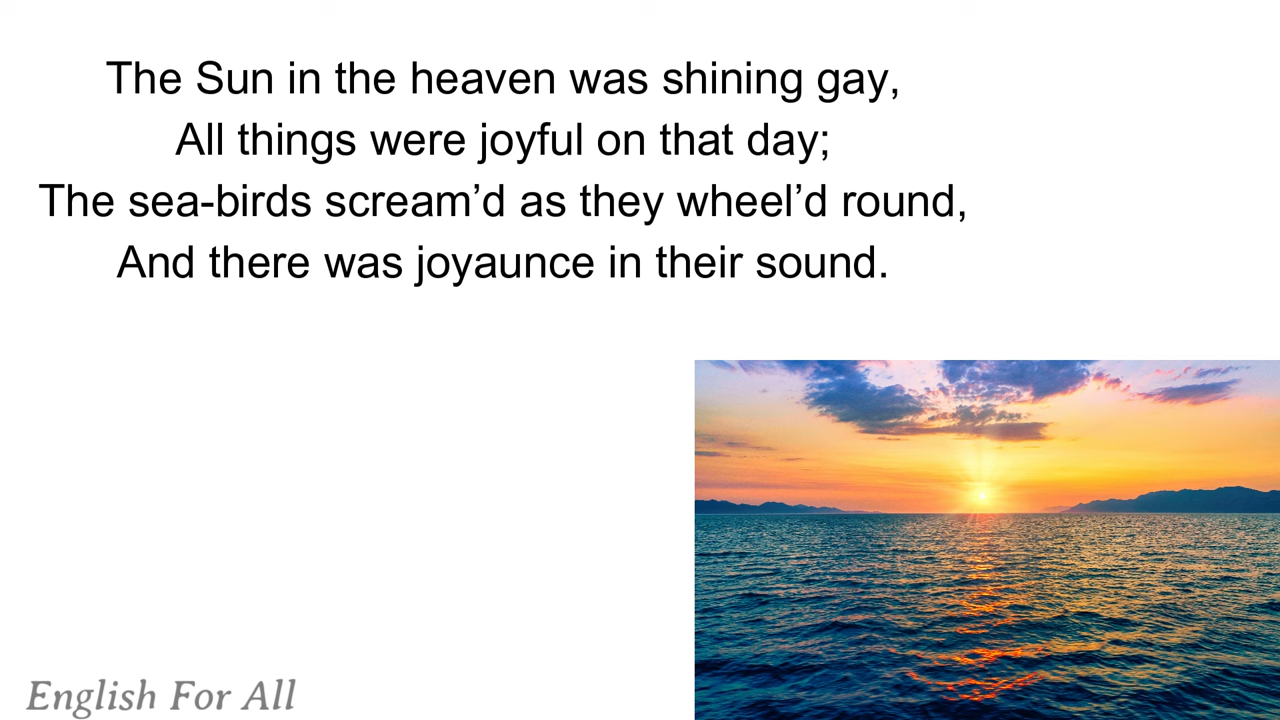 The Sun in the heaven was shining gay,
All things were joyful on that day;
The sea-birds scream’d as they wheel’d round,
And there was joyaunce in their sound.
English For All